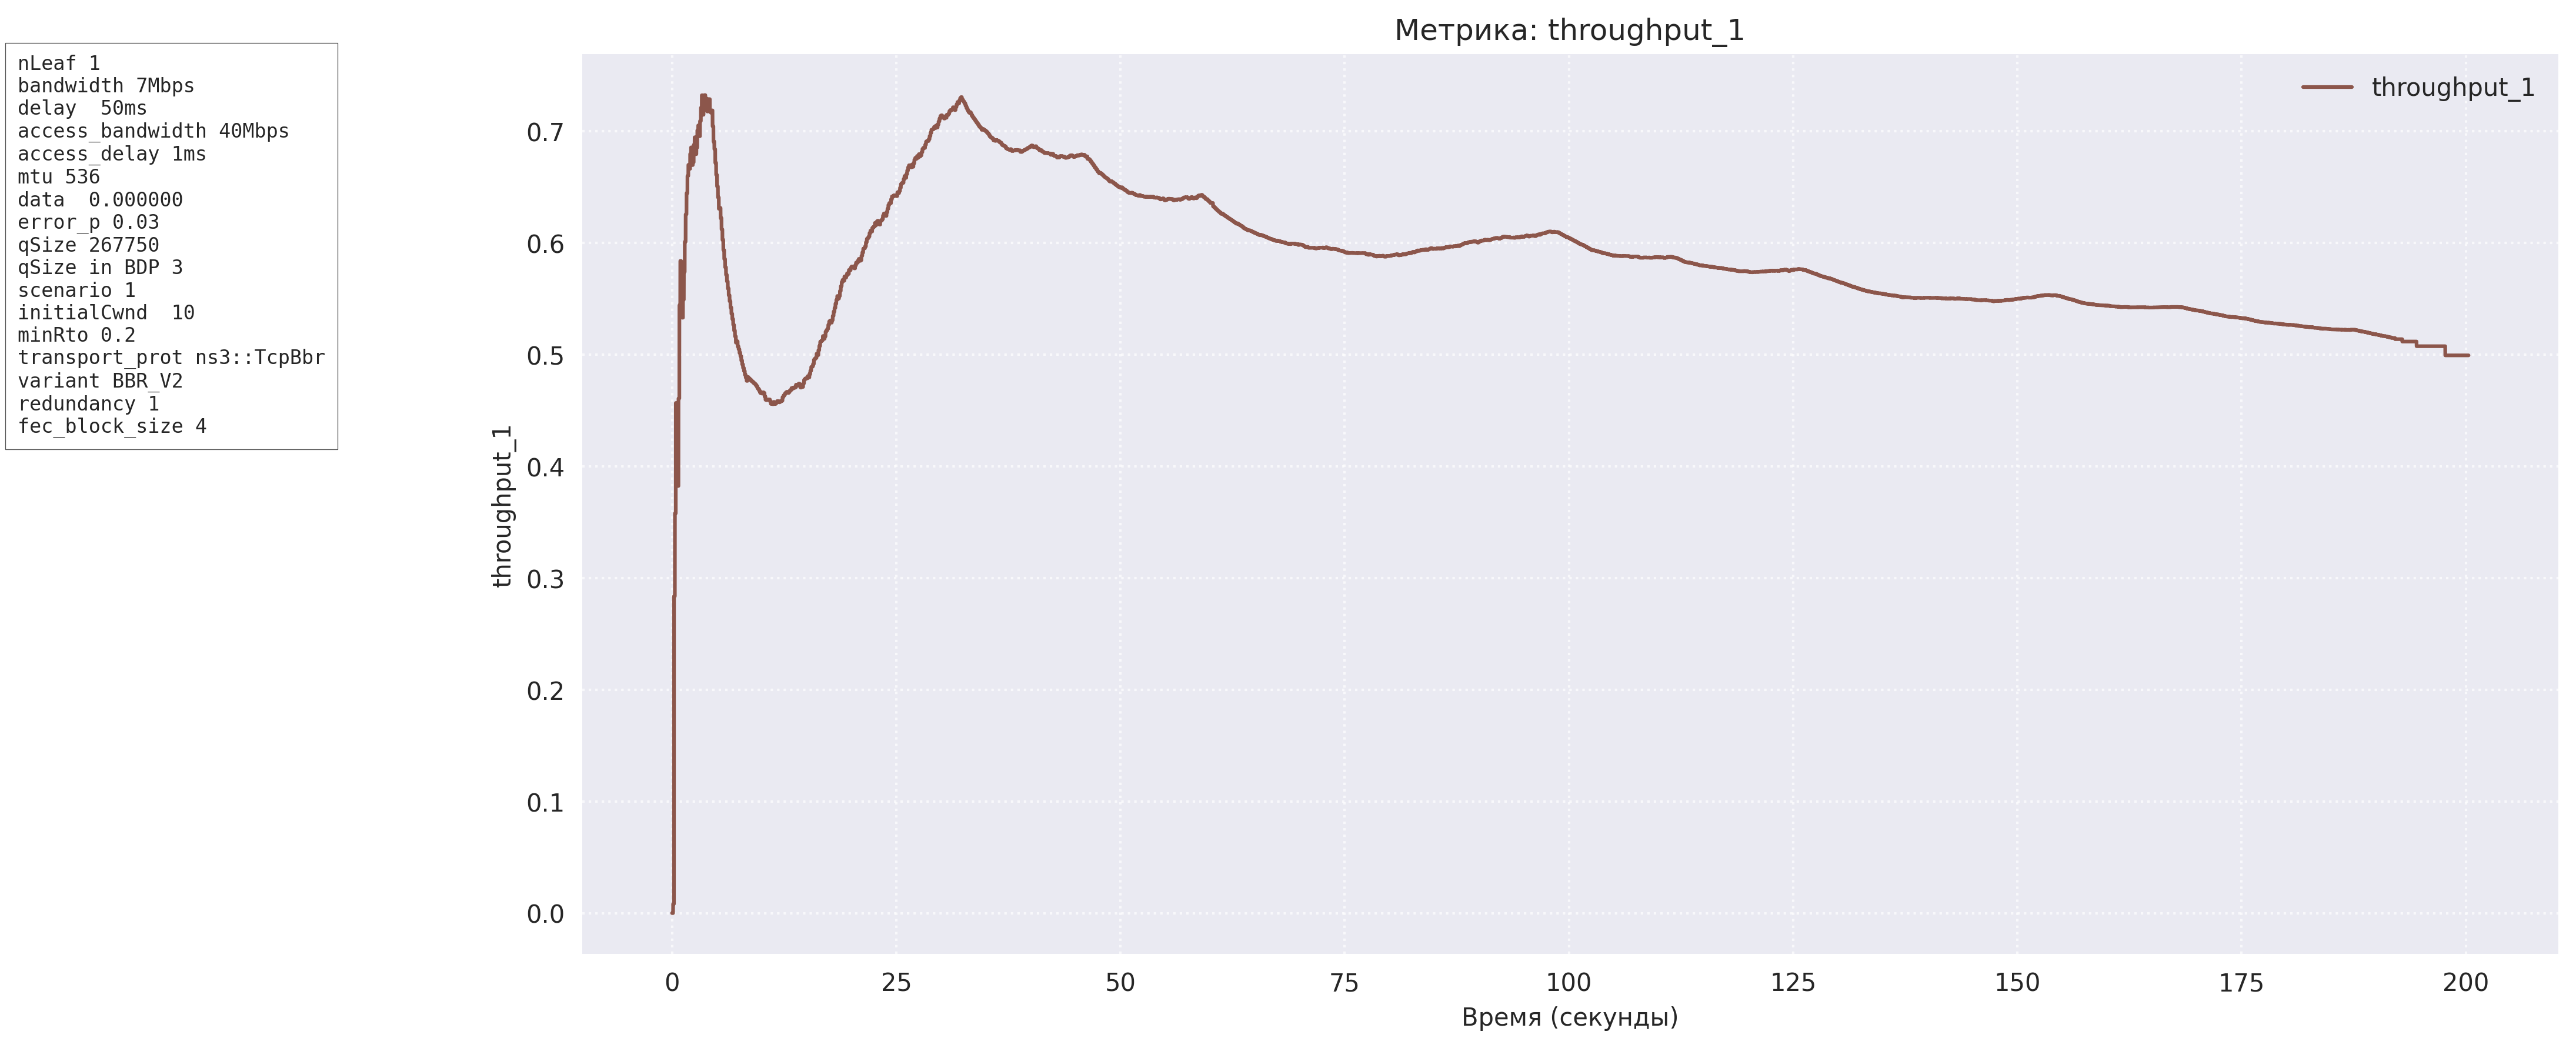 Метрика: throughput_1
nLeaf 1
bandwidth 7Mbps
delay  50ms
access_bandwidth 40Mbps
access_delay 1ms
mtu 536
data  0.000000
error_p 0.03
qSize 267750
qSize in BDP 3
scenario 1
initialCwnd  10
minRto 0.2
transport_prot ns3::TcpBbr
variant BBR_V2
redundancy 1
fec_block_size 4
throughput_1
throughput_1
0.7
0.6
0.5
0.4
0.3
0.2
0.1
0.0
0 25 50 75 100 125 150 175 200
Время (секунды)